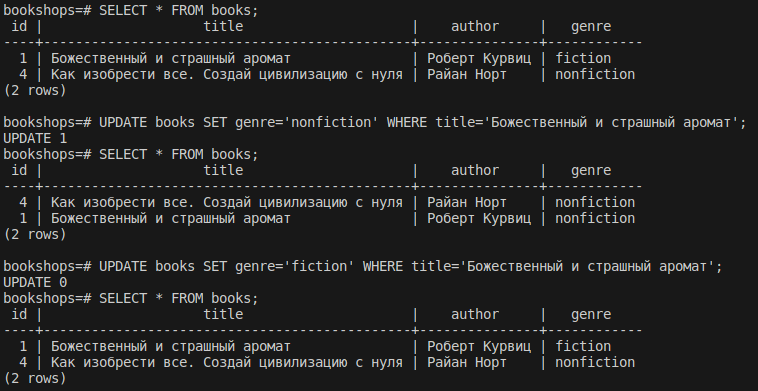 bookshops=# SELECT * FROM books;
 id |                    title                     |    author     |   genre
----+----------------------------------------------+---------------+------------
  1 | Божественный и страшный аромат               | Роберт Курвиц | fiction
  4 | Как изобрести все. Создай цивилизацию с нуля | Райан Норт    | nonfiction
(2 rows)

bookshops=# UPDATE books SET genre='nonfiction' WHERE title='Божественный и страшный аромат';
UPDATE 1
bookshops=# SELECT * FROM books;
 id |                    title                     |    author     |   genre
----+----------------------------------------------+---------------+------------
  4 | Как изобрести все. Создай цивилизацию с нуля | Райан Норт    | nonfiction
  1 | Божественный и страшный аромат               | Роберт Курвиц | nonfiction
(2 rows)

bookshops=# UPDATE books SET genre='fiction' WHERE title='Божественный и страшный аромат';
UPDATE 0
bookshops=# SELECT * FROM books;
 id |                    title                     |    author     |   genre
----+----------------------------------------------+---------------+------------
  1 | Божественный и страшный аромат               | Роберт Курвиц | fiction
  4 | Как изобрести все. Создай цивилизацию с нуля | Райан Норт    | nonfiction
(2 rows)